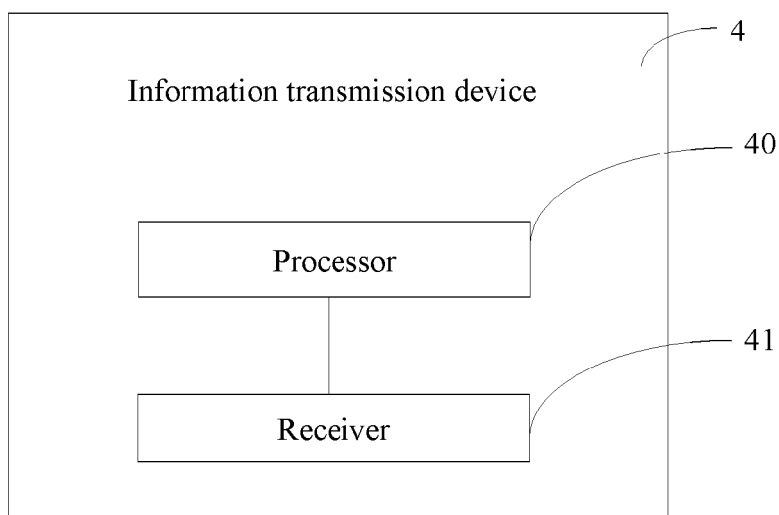 4
Information transmission device
40
Processor
41
Receiver